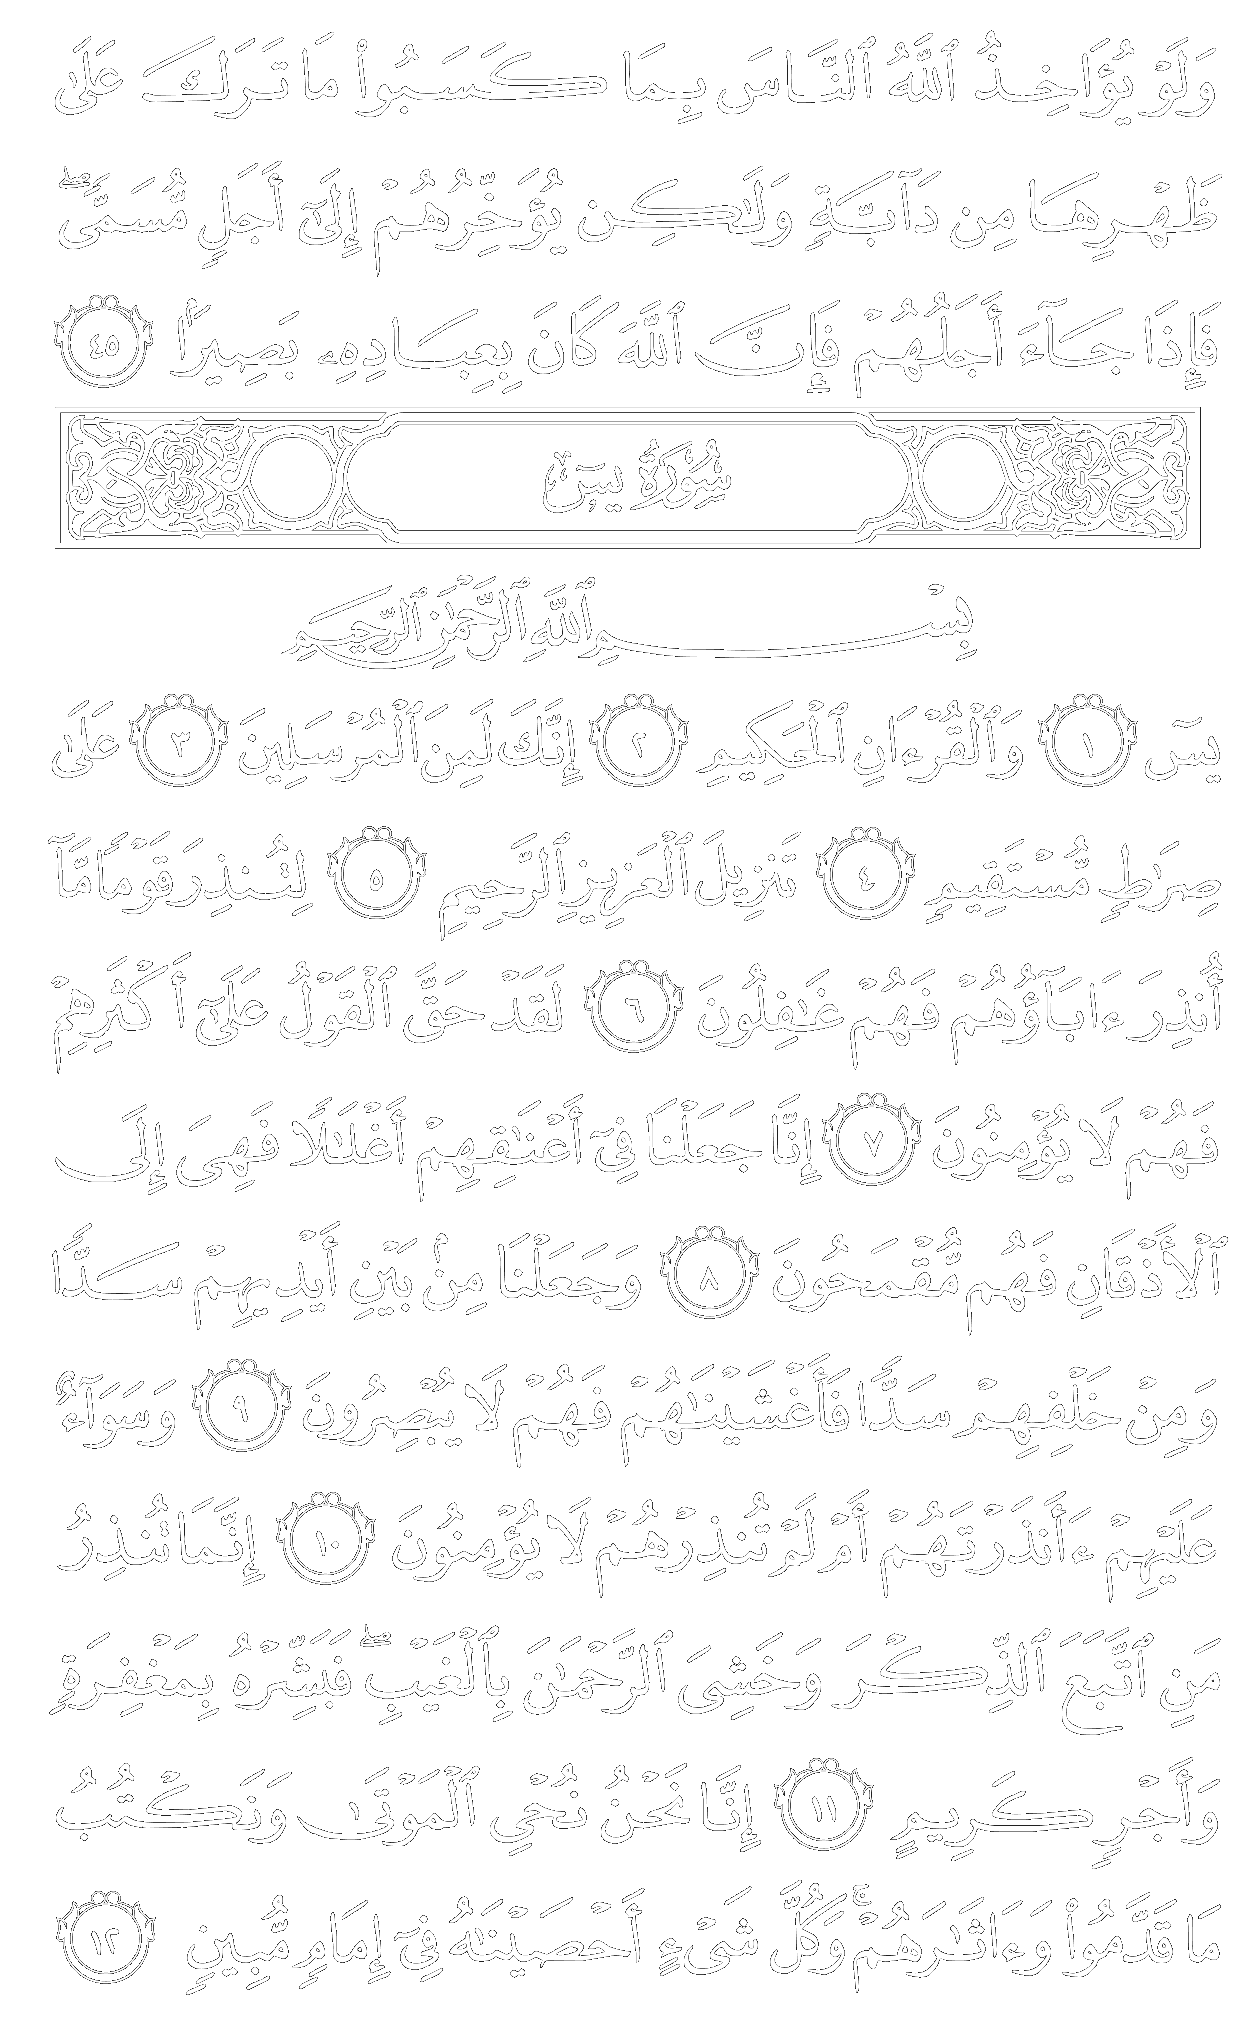 وَلَوْ يُؤَاخِذُ ٱللَّهُ ٱلنَّاسَ بِمَا كَسَبُوا۟ مَا تَرَكَ عَلَىٰ
ظَهْرِهَا مِن دَآبَّةٍ وَلَٰكِن يُؤَخِّرُهُمْ إِلَىٰٓ أَجَلٍ مُّسَمًّى ۖ
فَإِذَا جَآءَ أَجَلُهُمْ فَإِنَّ ٱللَّهَ كَانَ بِعِبَادِهِۦ بَصِيرًۢا ٤٥
سُورَةُ يسٓ
بِسْمِ ٱللَّهِ ٱلرَّحْمَٰنِ ٱلرَّحِيمِ
يسٓ ١ وَٱلْقُرْءَانِ ٱلْحَكِيمِ ٢ إِنَّكَ لَمِنَ ٱلْمُرْسَلِينَ ٣ عَلَىٰ
صِرَٰطٍ مُّسْتَقِيمٍ ٤ تَنزِيلَ ٱلْعَزِيزِ ٱلرَّحِيمِ ٥ لِتُنذِرَ قَوْمًا مَّآ
أُنذِرَ ءَابَآؤُهُمْ فَهُمْ غَٰفِلُونَ ٦ لَقَدْ حَقَّ ٱلْقَوْلُ عَلَىٰٓ أَكْثَرِهِمْ
فَهُمْ لَا يُؤْمِنُونَ ٧ إِنَّا جَعَلْنَا فِىٓ أَعْنَٰقِهِمْ أَغْلَٰلًا فَهِىَ إِلَى
ٱلْأَذْقَانِ فَهُم مُّقْمَحُونَ ٨ وَجَعَلْنَا مِنۢ بَيْنِ أَيْدِيهِمْ سَدًّا
وَمِنْ خَلْفِهِمْ سَدًّا فَأَغْشَيْنَٰهُمْ فَهُمْ لَا يُبْصِرُونَ ٩ وَسَوَآءٌ
عَلَيْهِمْ ءَأَنذَرْتَهُمْ أَمْ لَمْ تُنذِرْهُمْ لَا يُؤْمِنُونَ ١٠ إِنَّمَا تُنذِرُ
مَنِ ٱتَّبَعَ ٱلذِّكْرَ وَخَشِىَ ٱلرَّحْمَٰنَ بِٱلْغَيْبِ ۖ فَبَشِّرْهُ بِمَغْفِرَةٍ
وَأَجْرٍ كَرِيمٍ ١١ إِنَّا نَحْنُ نُحْىِ ٱلْمَوْتَىٰ وَنَكْتُبُ
مَا قَدَّمُوا۟ وَءَاثَٰرَهُمْ ۚ وَكُلَّ شَىْءٍ أَحْصَيْنَٰهُ فِىٓ إِمَامٍ مُّبِينٍ ١٢